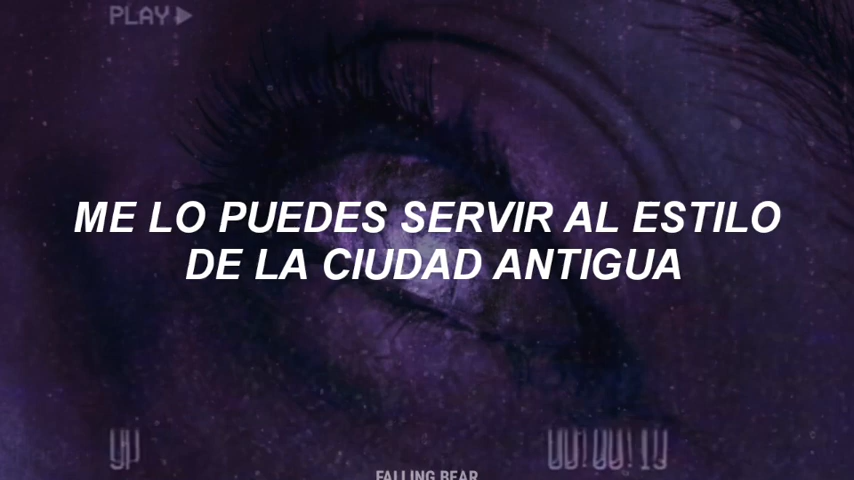 PLAY
ME LO PUEDES SERVIR AL ESTILO
DE LA CIUDAD ANTIGUA
FALLING BEAR